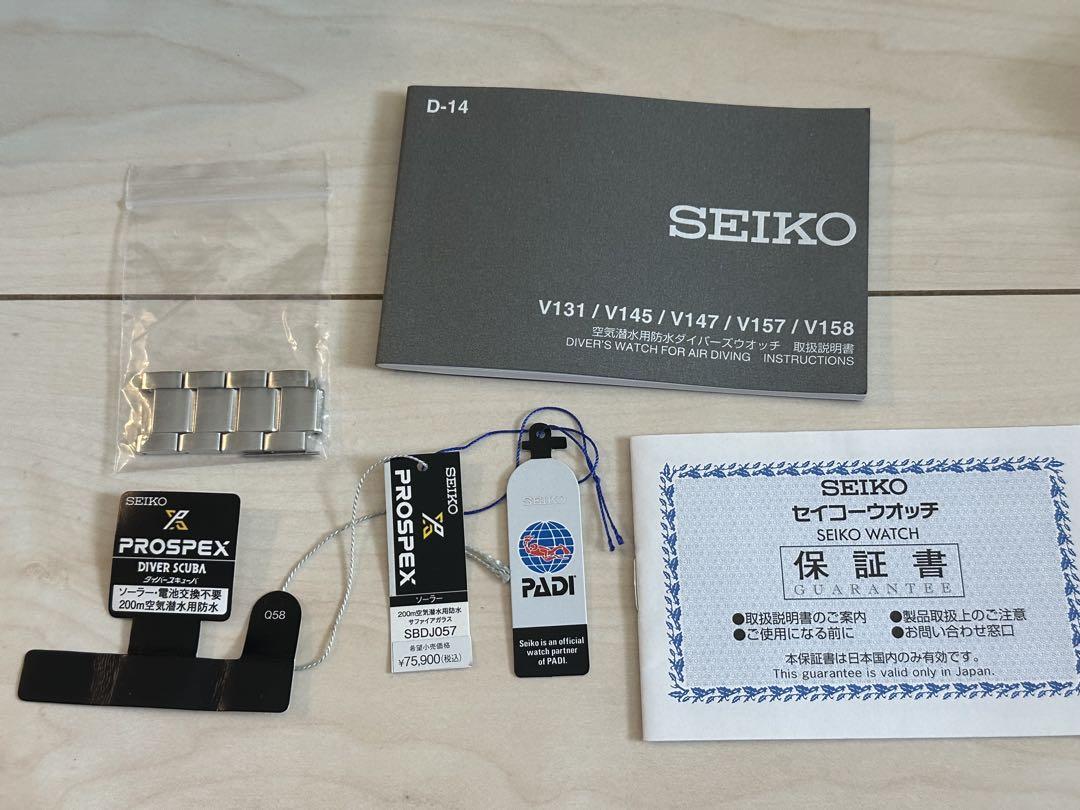 D-14
SEIKO
V131 / V145 / V147 / V157 / V158
空気潜水用防水ダイバーズウオッチ 取扱説明書
DIVER'S WATCH FOR AIR DIVING INSTRUCTIONS
SEIKO
PROSPEX
DIVER SCUBA
ダイバースキューバ
ソーラー・電池交換不要
200m空気潜水用防水
Q58
SEIKO
PROSPEX
ソーラー
200m空気潜水用防水
サファイアガラス
SBDJ057
希望小売価格
¥75,900(税込)
SEIKO
PADI
Seiko is an official
watch partner
of PADI.
SEIKO
セイコーウオッチ
SEIKO WATCH
保証書
GUARANTEE
●取扱説明書のご案内 ●製品取扱上のご注意
●ご使用になる前に ●お問い合わせ窓口
本保証書は日本国内のみ有効です。
This guarantee is valid only in Japan.